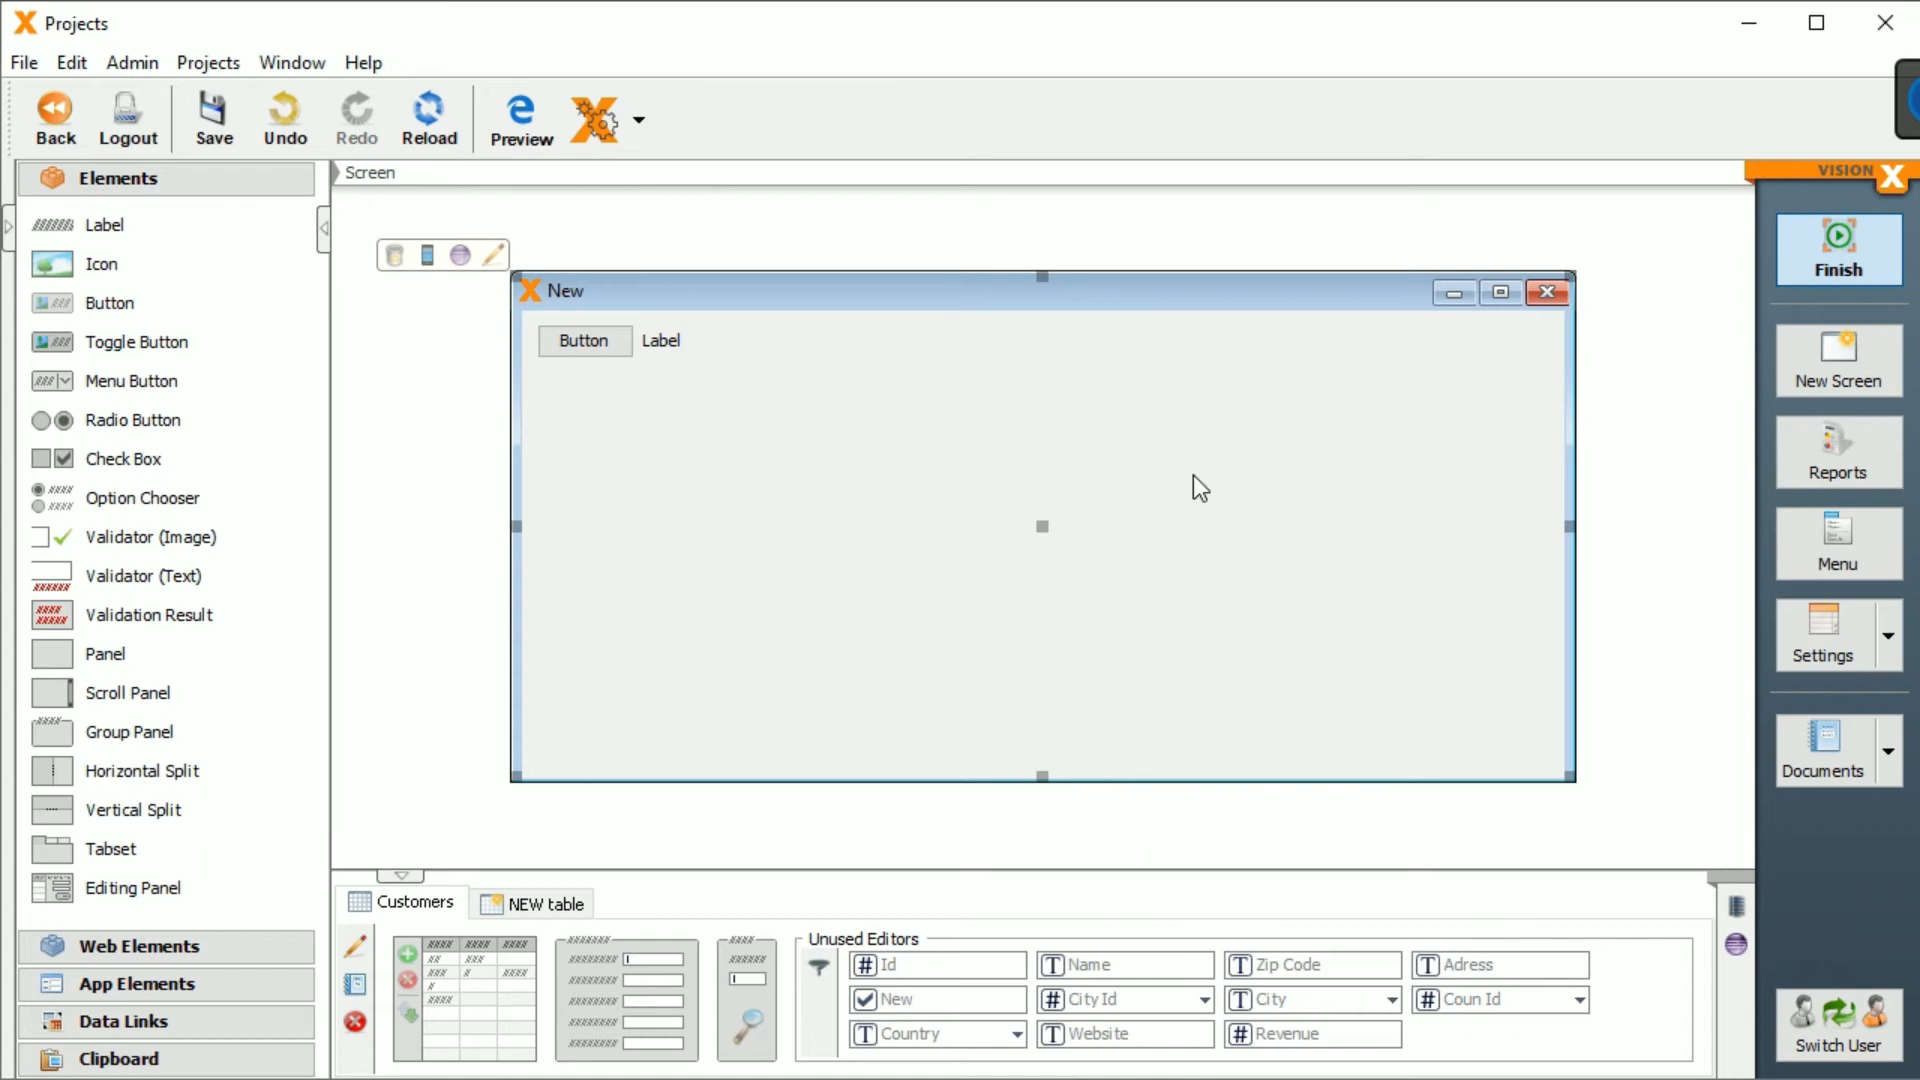 Projects
File Edit Admin Projects Window Help
Back Logout Save Undo Redo Reload Preview
Elements
Screen
VISION X
Label
Icon
Button
Toggle Button
Menu Button
Radio Button
Check Box
Option Chooser
Validator (Image)
Validator (Text)
Validation Result
Panel
Scroll Panel
Group Panel
Horizontal Split
Vertical Split
Tabset
Editing Panel
Web Elements
App Elements
Data Links
Clipboard
New
Button Label
Customers NEW table
Unused Editors
# Id T Name T Zip Code T Adress
New # City Id T City # Coun Id
T Country T Website # Revenue
Finish
New Screen
Reports
Menu
Settings
Documents
Switch User